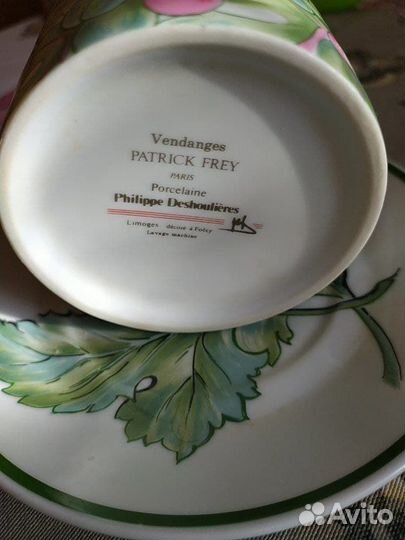 Vendanges
PATRICK FREY
PARIS
Porcelaine
Philippe Deshoulières
Limoges décoré à Foëcy
Lavage machine
Avito